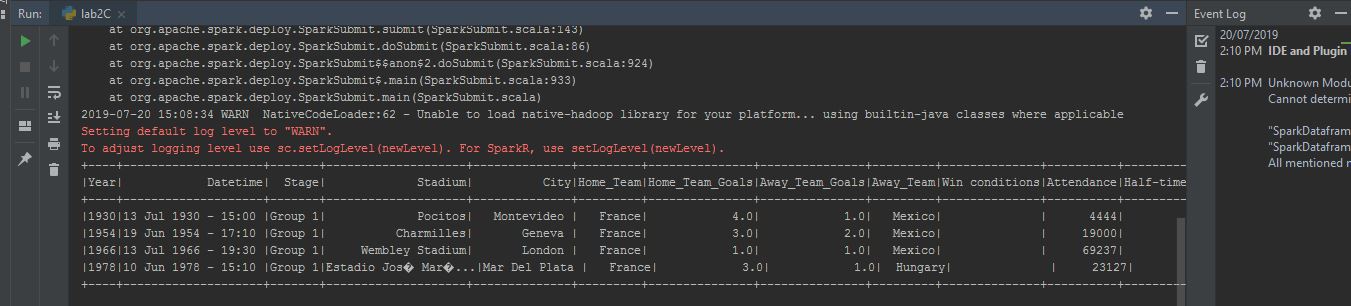 Run: lab2C
Event Log
at org.apache.spark.deploy.SparkSubmit.submit(SparkSubmit.scala:143)
at org.apache.spark.deploy.SparkSubmit.doSubmit(SparkSubmit.scala:86)
at org.apache.spark.deploy.SparkSubmit$$anon$2.doSubmit(SparkSubmit.scala:924)
at org.apache.spark.deploy.SparkSubmit$.main(SparkSubmit.scala:933)
at org.apache.spark.deploy.SparkSubmit.main(SparkSubmit.scala)
2019-07-20 15:08:34 WARN  NativeCodeLoader:62 - Unable to load native-hadoop library for your platform... using builtin-java classes where applicable
Setting default log level to "WARN".
To adjust logging level use sc.setLogLevel(newLevel). For SparkR, use setLogLevel(newLevel).
+----+--------------------+-------+--------------------+--------------+---------+---------------+---------------+---------+--------------+----------+---------
|Year|            Datetime|  Stage|             Stadium|          City|Home_Team|Home_Team_Goals|Away_Team_Goals|Away_Team|Win conditions|Attendance|Half-time
+----+--------------------+-------+--------------------+--------------+---------+---------------+---------------+---------+--------------+----------+---------
|1930|13 Jul 1930 - 15:00 |Group 1|             Pocitos|   Montevideo |   France|            4.0|            1.0|   Mexico|              |      4444|
|1954|19 Jun 1954 - 17:10 |Group 1|          Charmilles|       Geneva |   France|            3.0|            2.0|   Mexico|              |     19000|
|1966|13 Jul 1966 - 19:30 |Group 1|     Wembley Stadium|       London |   France|            1.0|            1.0|   Mexico|              |     69237|
|1978|10 Jun 1978 - 15:10 |Group 1|Estadio Jos� Mar�...|Mar Del Plata |   France|            3.0|            1.0|  Hungary|              |     23127|
+----+--------------------+-------+--------------------+--------------+---------+---------------+---------------+---------+--------------+----------+---------
20/07/2019
2:10 PM IDE and Plugin
2:10 PM Unknown Modu
Cannot determi
"SparkDatafram
"SparkDatafram
All mentioned m